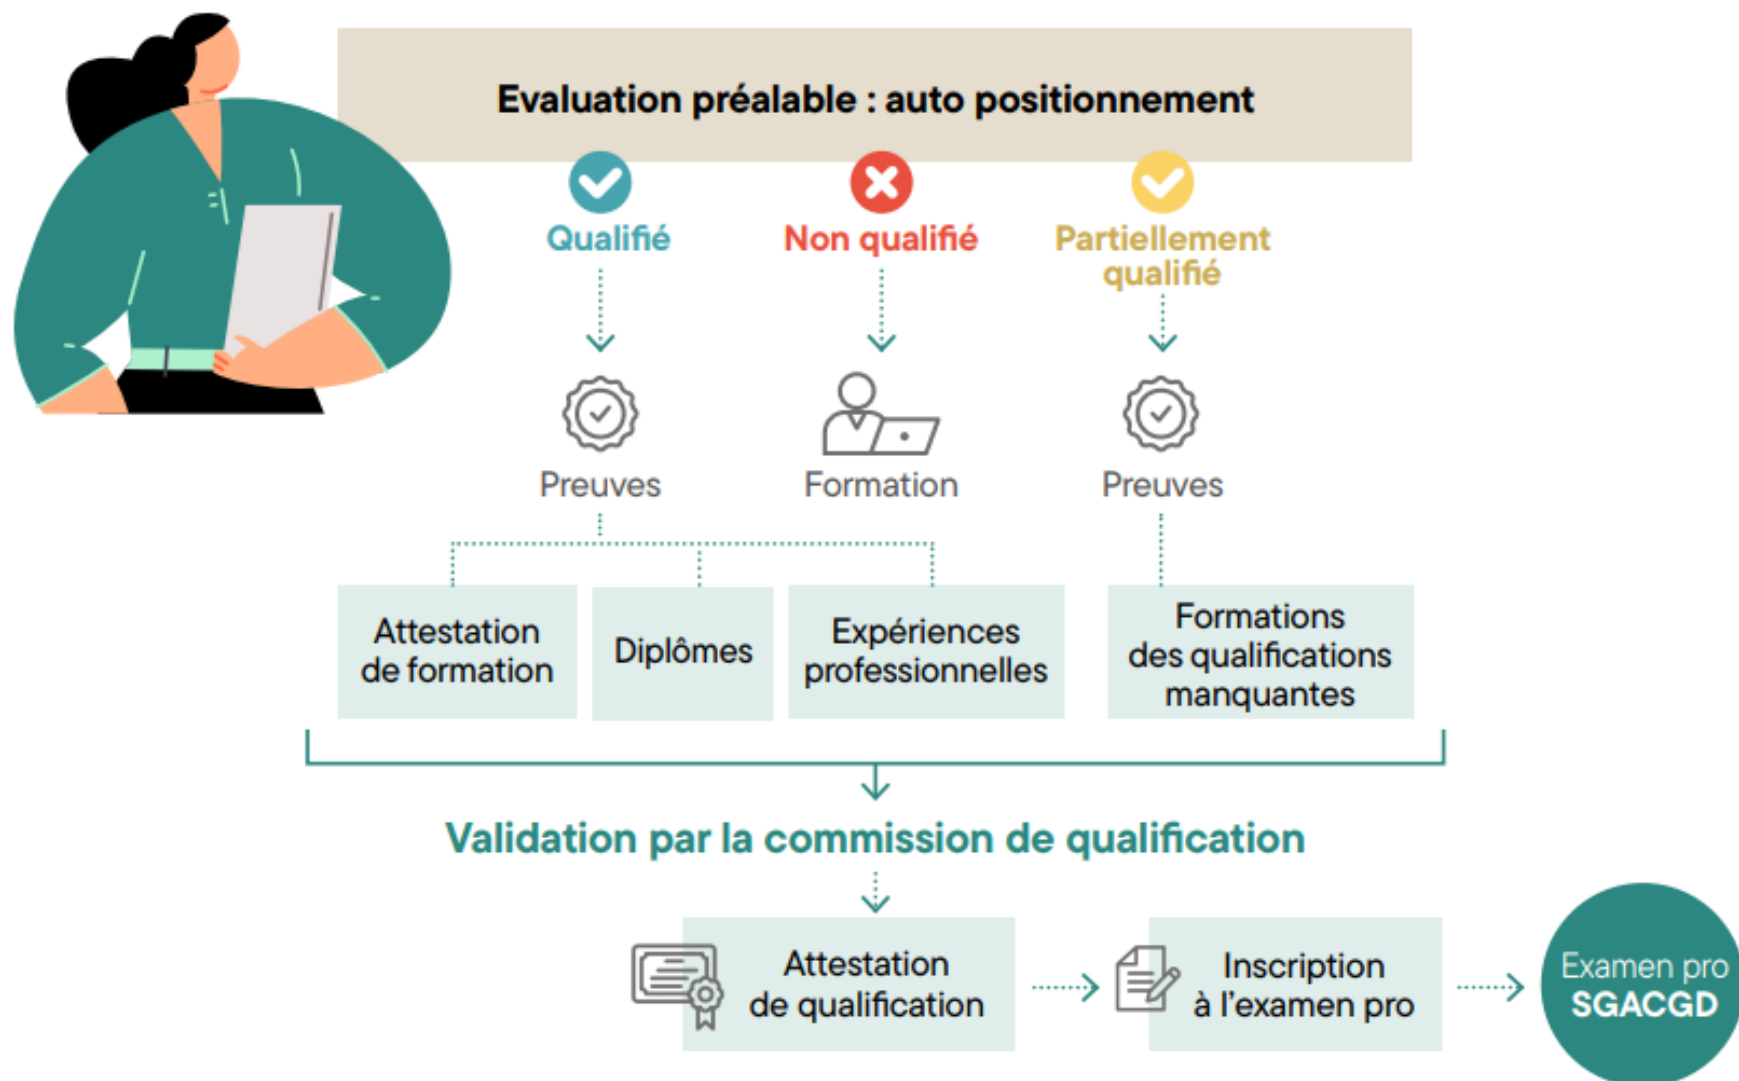 Evaluation préalable : auto positionnement
Qualifié
Non qualifié
Partiellement
qualifié
Preuves
Formation
Preuves
Attestation
de formation
Diplômes
Expériences
professionnelles
Formations
des qualifications
manquantes
Validation par la commission de qualification
Attestation
de qualification
Inscription
à l'examen pro
Examen pro
SGACGD